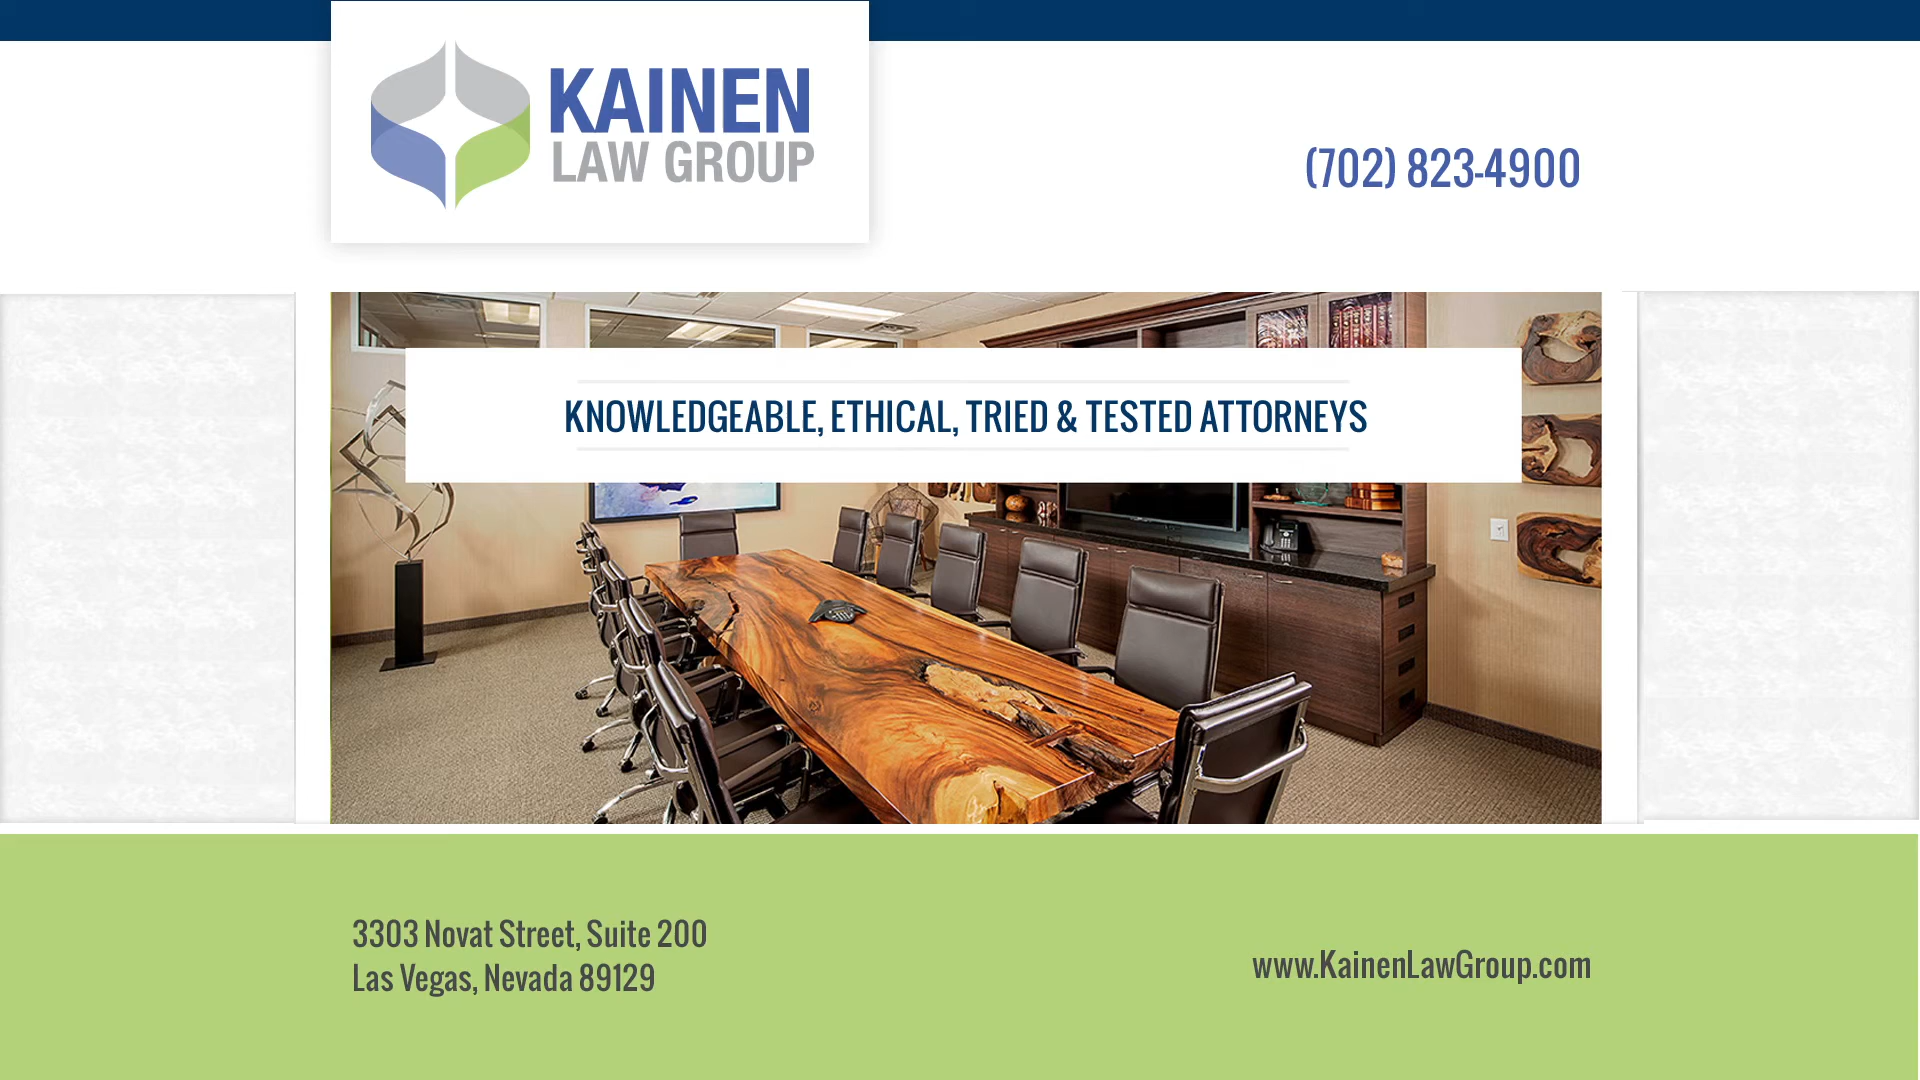 KAINEN
LAW GROUP
(702) 823-4900
KNOWLEDGEABLE, ETHICAL, TRIED & TESTED ATTORNEYS
3303 Novat Street, Suite 200
Las Vegas, Nevada 89129
www.KainenLawGroup.com